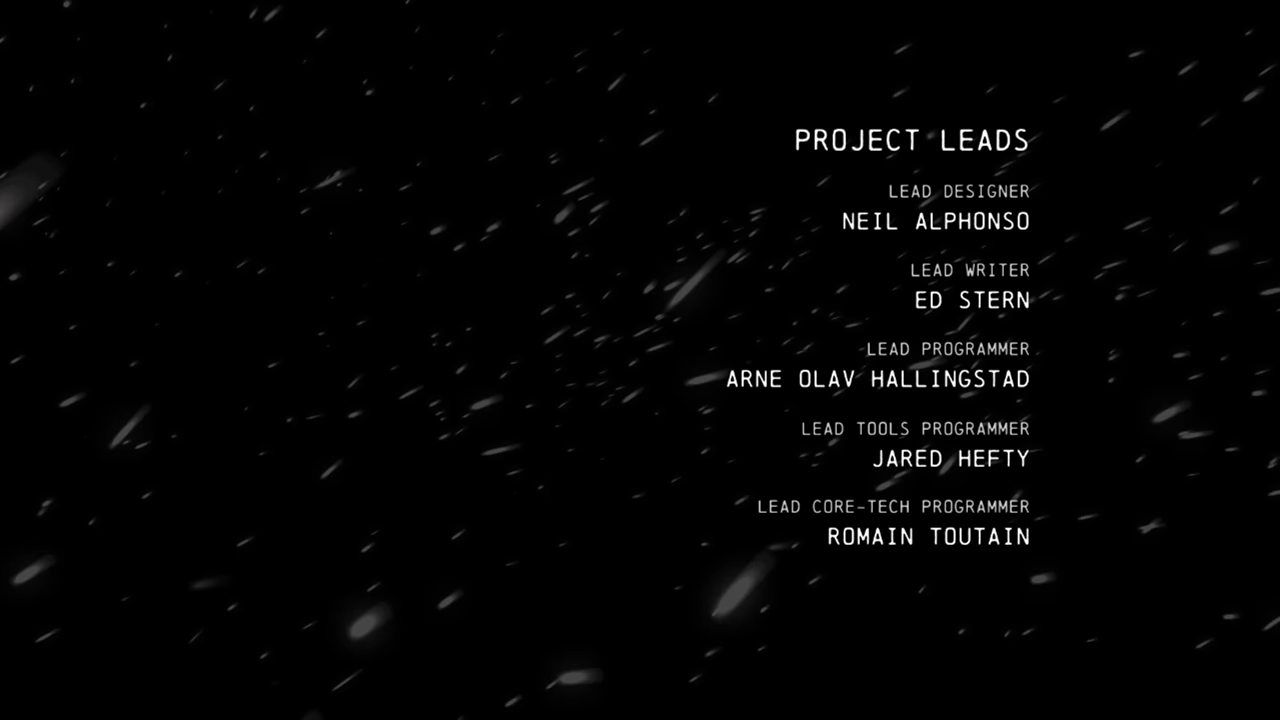 PROJECT LEADS
LEAD DESIGNER
NEIL ALPHONSO
LEAD WRITER
ED STERN
LEAD PROGRAMMER
ARNE OLAV HALLINGSTAD
LEAD TOOLS PROGRAMMER
JARED HEFTY
LEAD CORE-TECH PROGRAMMER
ROMAIN TOUTAIN